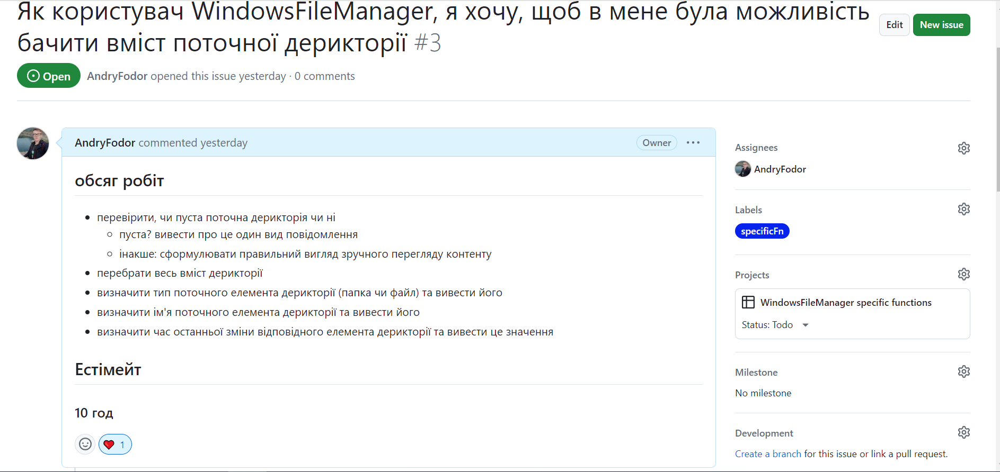 Як користувач WindowsFileManager, я хочу, щоб в мене була можливість
бачити вміст поточної дерикторії #3
Edit
New issue
Open
AndryFodor opened this issue yesterday · 0 comments
AndryFodor commented yesterday
Owner
обсяг робіт
перевірити, чи пуста поточна дерикторія чи ні
пуста? вивести про це один вид повідомлення
інакше: сформулювати правильний вигляд зручного перегляду контенту
перебрати весь вміст дерикторії
визначити тип поточного елемента дерикторії (папка чи файл) та вивести його
визначити ім'я поточного елемента дерикторії та вивести його
визначити час останньої зміни відповідного елемента дерикторії та вивести це значення
Естімейт
10 год
1
Assignees
AndryFodor
Labels
specificFn
Projects
WindowsFileManager specific functions
Status: Todo
Milestone
No milestone
Development
Create a branch for this issue or link a pull request.